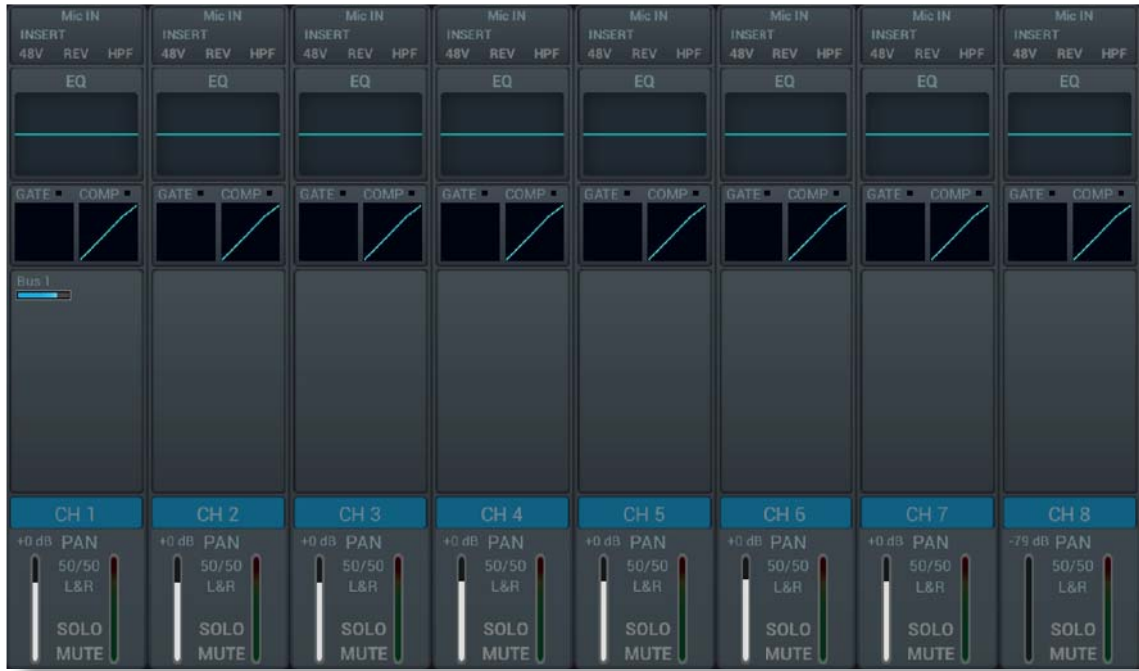 Mic IN Mic IN Mic IN Mic IN Mic IN Mic IN Mic IN Mic IN
INSERT INSERT INSERT INSERT INSERT INSERT INSERT INSERT
48V REV HPF 48V REV HPF 48V REV HPF 48V REV HPF 48V REV HPF 48V REV HPF 48V REV HPF 48V REV HPF
EQ EQ EQ EQ EQ EQ EQ EQ
GATE COMP GATE COMP GATE COMP GATE COMP GATE COMP GATE COMP GATE COMP GATE COMP
Bus 1
CH 1 CH 2 CH 3 CH 4 CH 5 CH 6 CH 7 CH 8
+0 dB PAN +0 dB PAN +0 dB PAN +0 dB PAN +0 dB PAN +0 dB PAN +0 dB PAN -79 dB PAN
50/50 50/50 50/50 50/50 50/50 50/50 50/50 50/50
L&R L&R L&R L&R L&R L&R L&R L&R
SOLO SOLO SOLO SOLO SOLO SOLO SOLO SOLO
MUTE MUTE MUTE MUTE MUTE MUTE MUTE MUTE